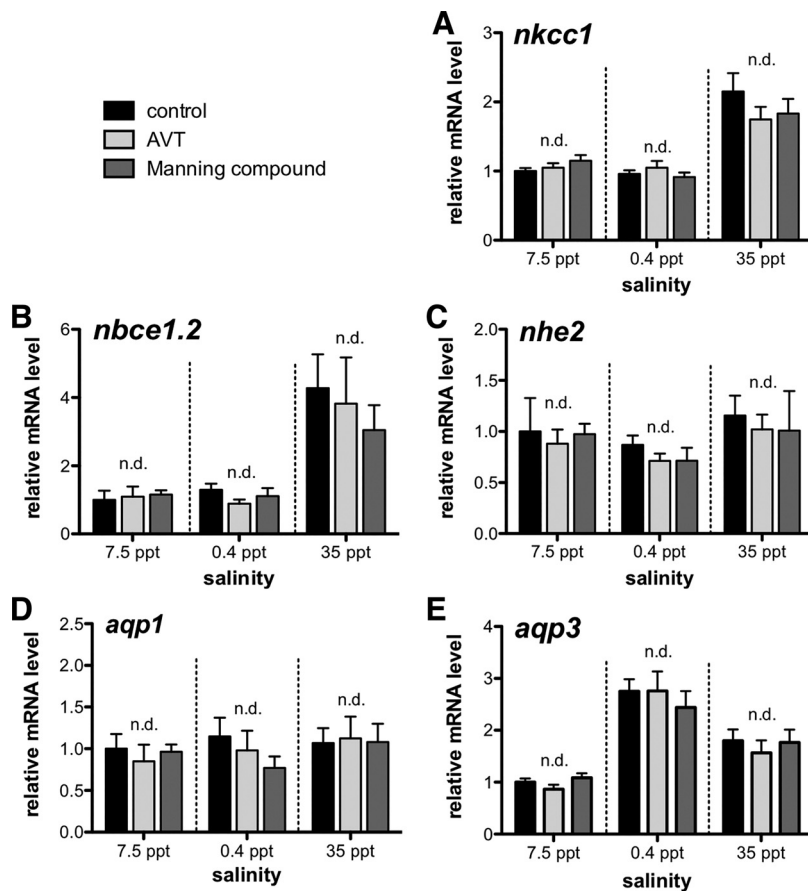 control
AVT
Manning compound
A
nkcc1
relative mRNA level
3
2
1
0
n.d.
n.d.
n.d.
7.5 ppt
0.4 ppt
35 ppt
salinity
B
nbce1.2
relative mRNA level
6
4
2
0
n.d.
n.d.
n.d.
7.5 ppt
0.4 ppt
35 ppt
salinity
C
nhe2
relative mRNA level
2.0
1.5
1.0
0.5
0.0
n.d.
n.d.
n.d.
7.5 ppt
0.4 ppt
35 ppt
salinity
D
aqp1
relative mRNA level
2.5
2.0
1.5
1.0
0.5
0.0
n.d.
n.d.
n.d.
7.5 ppt
0.4 ppt
35 ppt
salinity
E
aqp3
relative mRNA level
4
3
2
1
0
n.d.
n.d.
n.d.
7.5 ppt
0.4 ppt
35 ppt
salinity